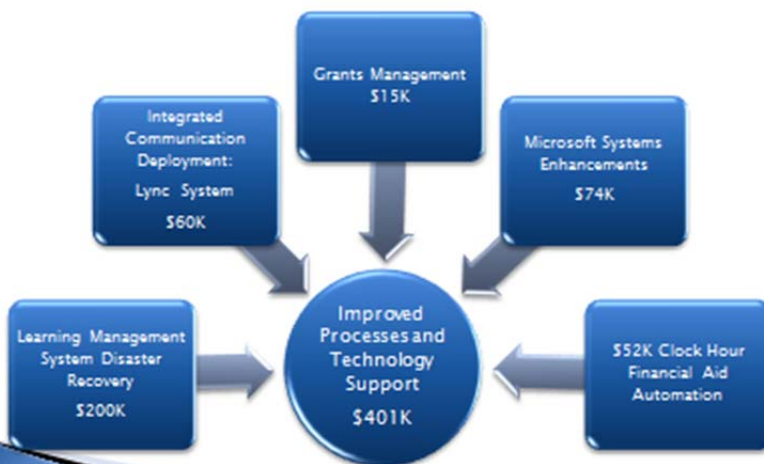 Grants Management
$15K
Integrated
Communication
Deployment:
Lync System
$60K
Microsoft Systems
Enhancements
$74K
Learning Management
System Disaster
Recovery
$200K
Improved
Processes and
Technology
Support
$401K
$52K Clock Hour
Financial Aid
Automation